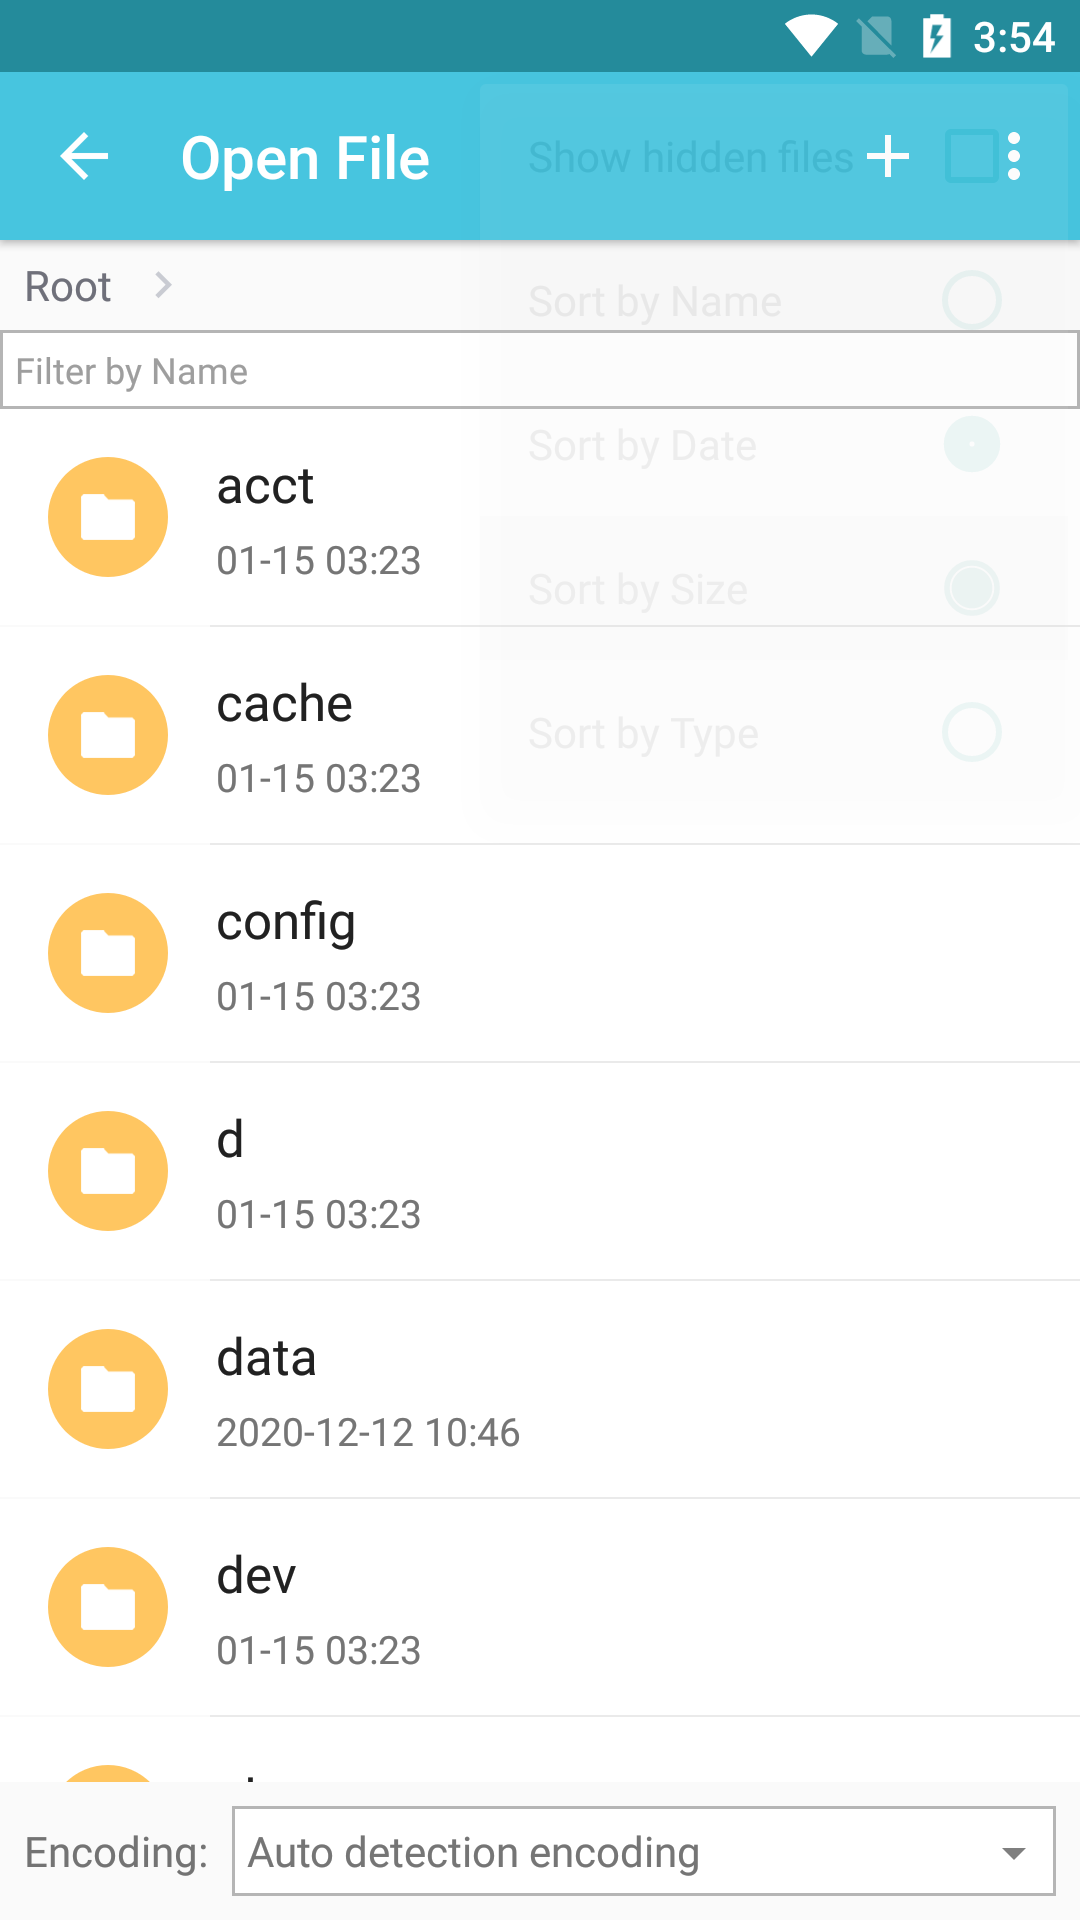 3:54
Open File
Show hidden files
Root
Sort by Name
Filter by Name
Sort by Date
acct
01-15 03:23
Sort by Size
cache
01-15 03:23
Sort by Type
config
01-15 03:23
d
01-15 03:23
data
2020-12-12 10:46
dev
01-15 03:23
Encoding:
Auto detection encoding